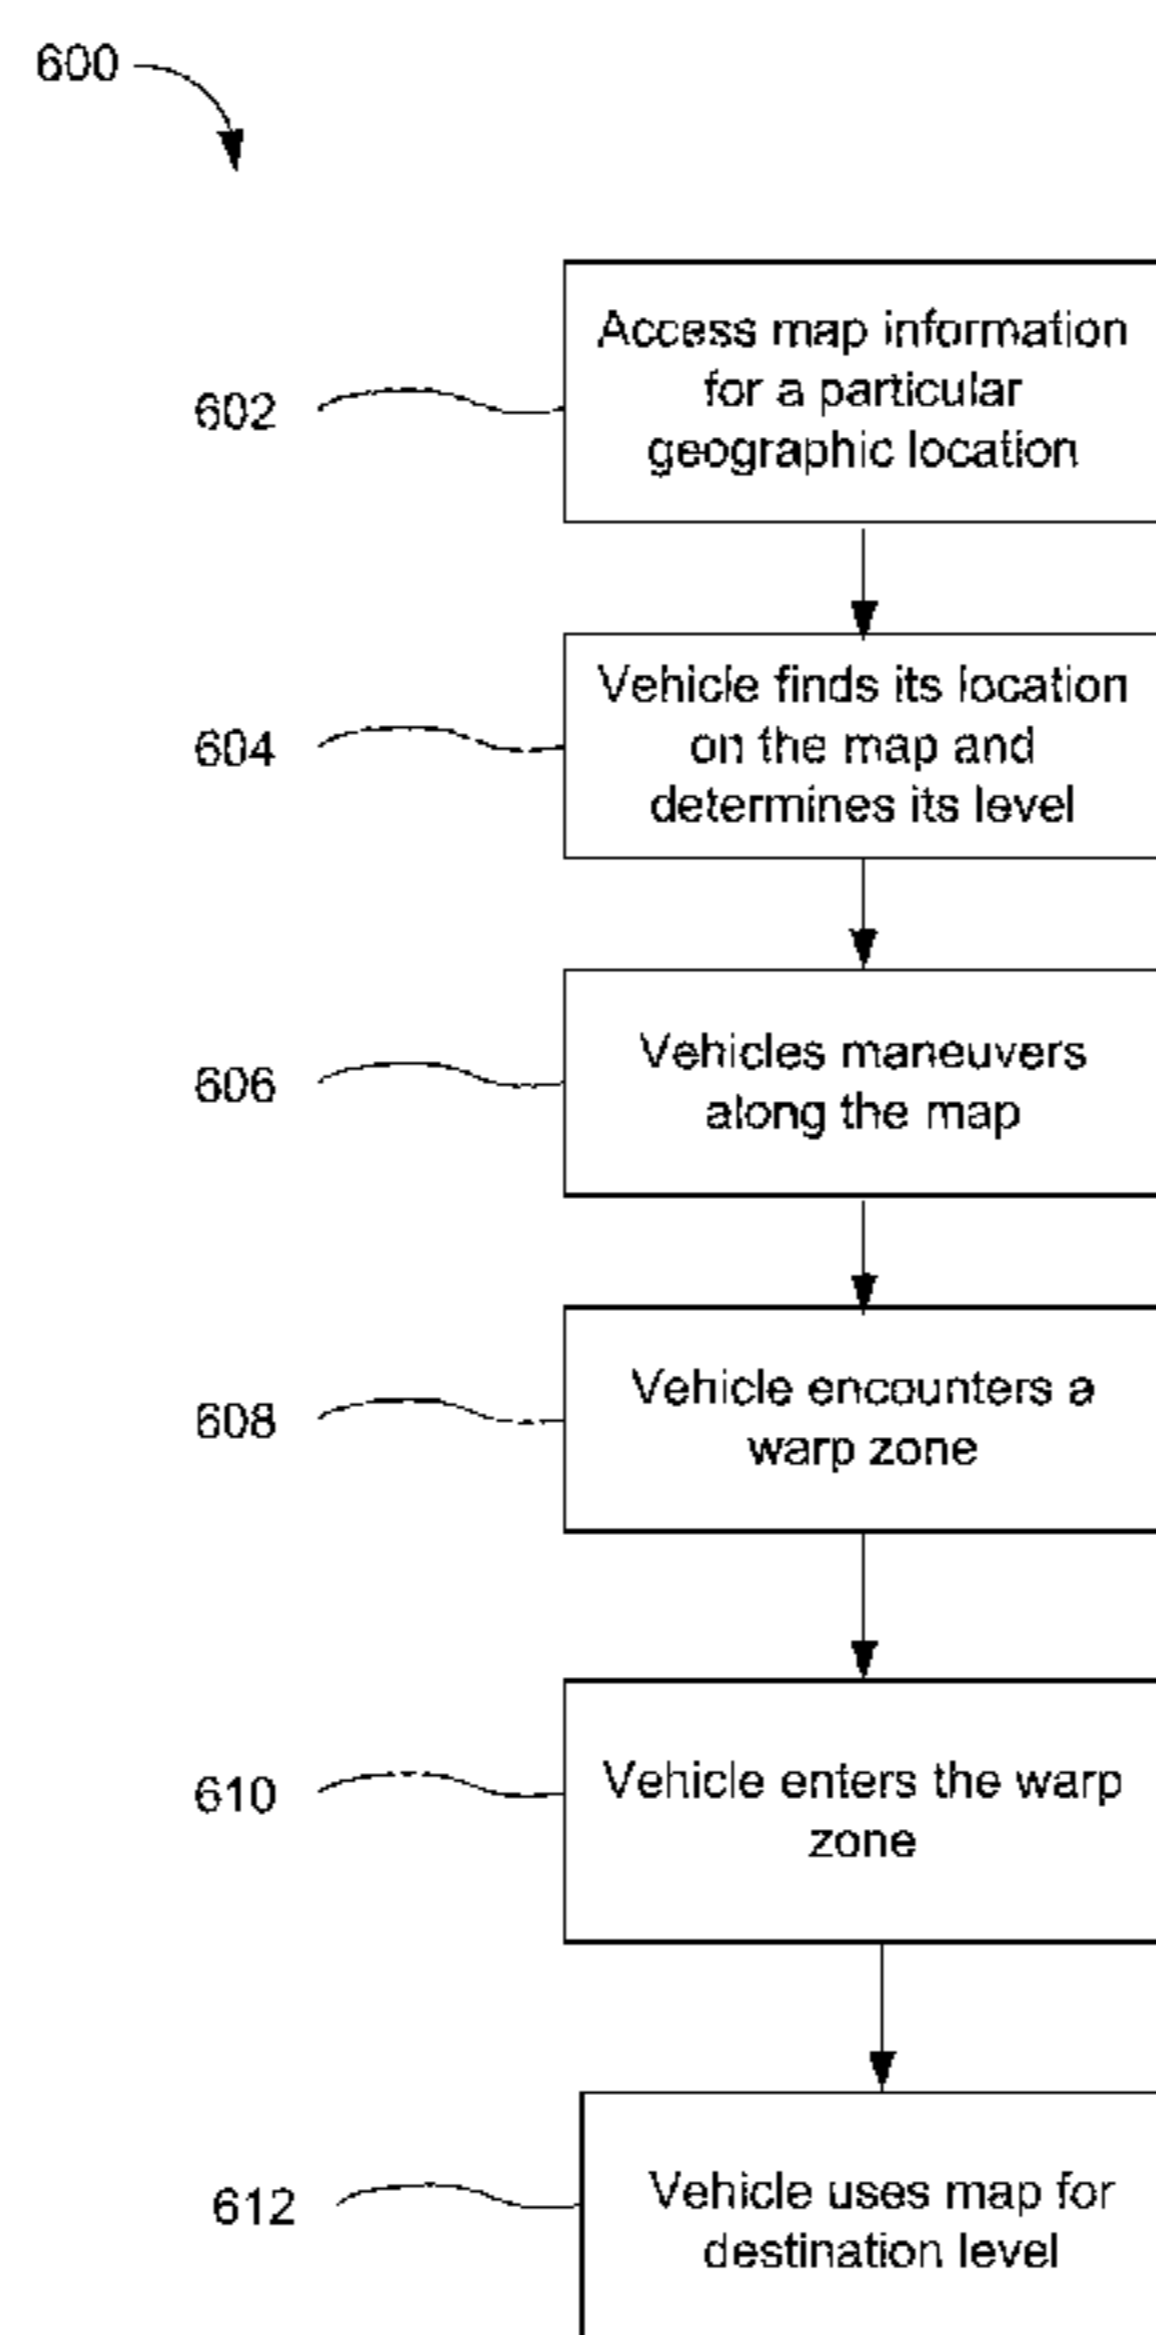 600
602
Access map information
for a particular
geographic location
604
Vehicle finds its location
on the map and
determines its level
606
Vehicles maneuvers
along the map
608
Vehicle encounters a
warp zone
610
Vehicle enters the warp
zone
612
Vehicle uses map for
destination level